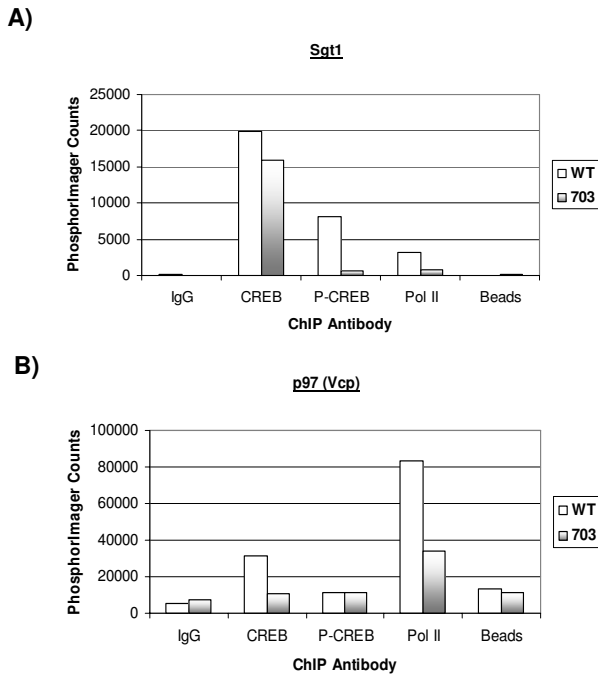 A)
Sgt1
25000
20000
15000
10000
5000
0
PhosphorImager Counts
IgG CREB P-CREB Pol II Beads
ChIP Antibody
WT
703
B)
p97 (Vcp)
100000
80000
60000
40000
20000
0
PhosphorImager Counts
IgG CREB P-CREB Pol II Beads
ChIP Antibody
WT
703